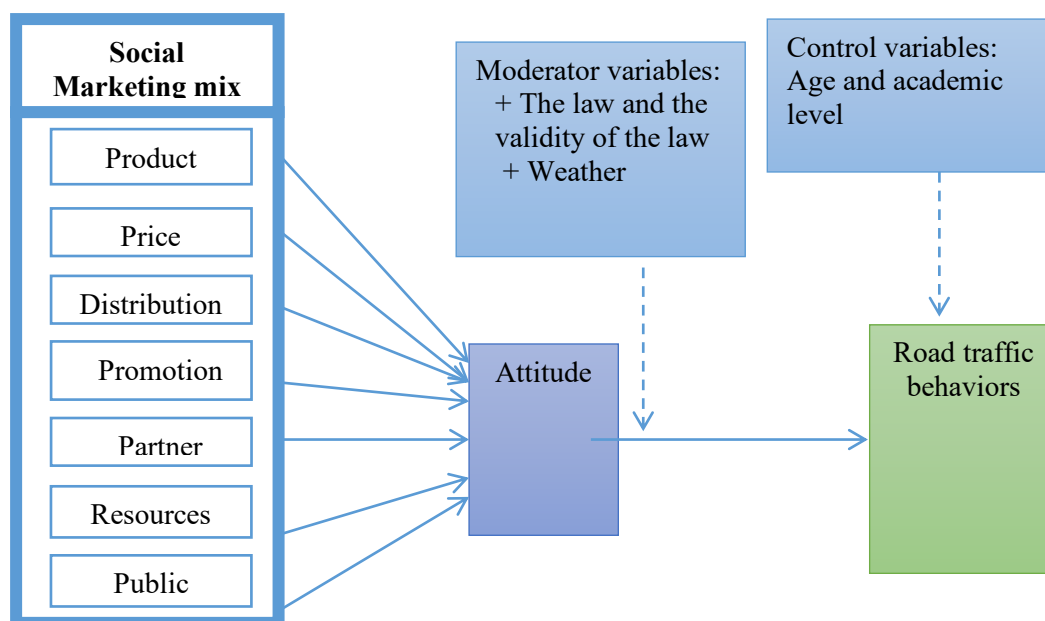 Social
Marketing mix
Product
Price
Distribution
Promotion
Partner
Resources
Public
Moderator variables:
+ The law and the
validity of the law
+ Weather
Control variables:
Age and academic
level
Attitude
Road traffic
behaviors